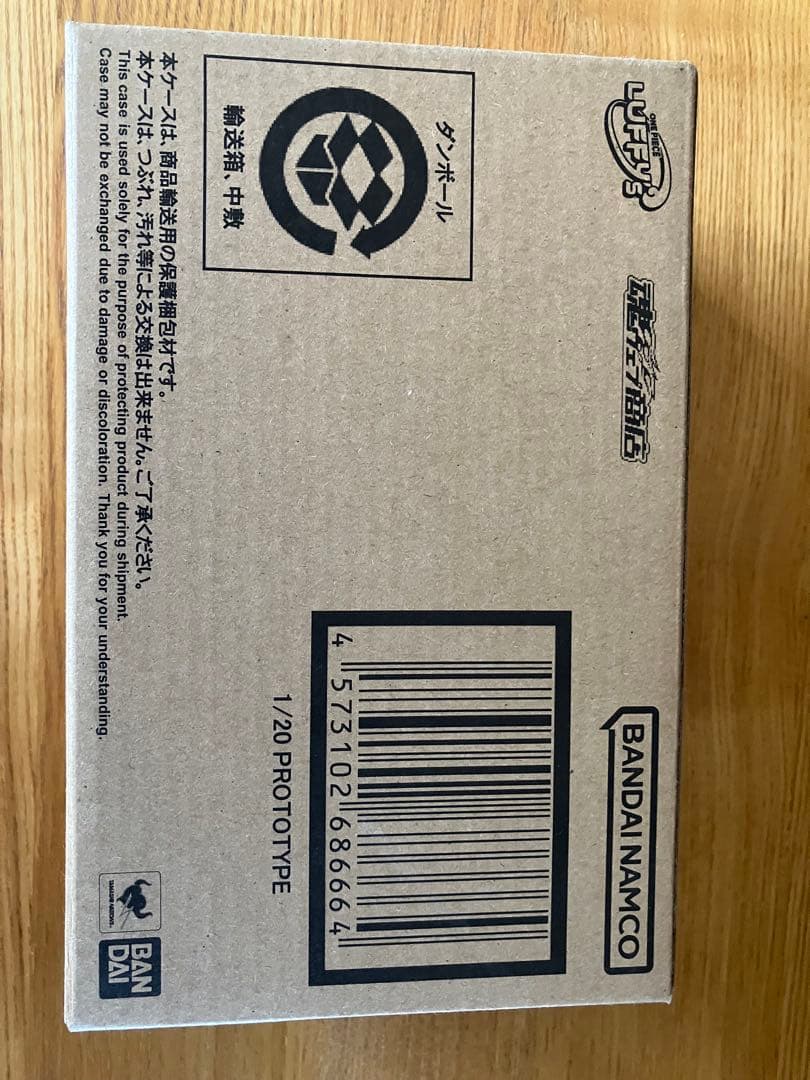 ONE PIECE
LUFFY's
魂ウェブ商店
BANDAI NAMCO
ダンボール
輸送箱、中敷
4 573102 686664
1/20 PROTOTYPE
本ケースは、商品輸送用の保護梱包材です。
本ケースは、つぶれ、汚れ等による交換は出来ません。ご了承ください。
This case is used solely for the purpose of protecting product during shipment.
Case may not be exchanged due to damage or discoloration. Thank you for your understanding.
TAMASHII NATIONS
BAN
DAI